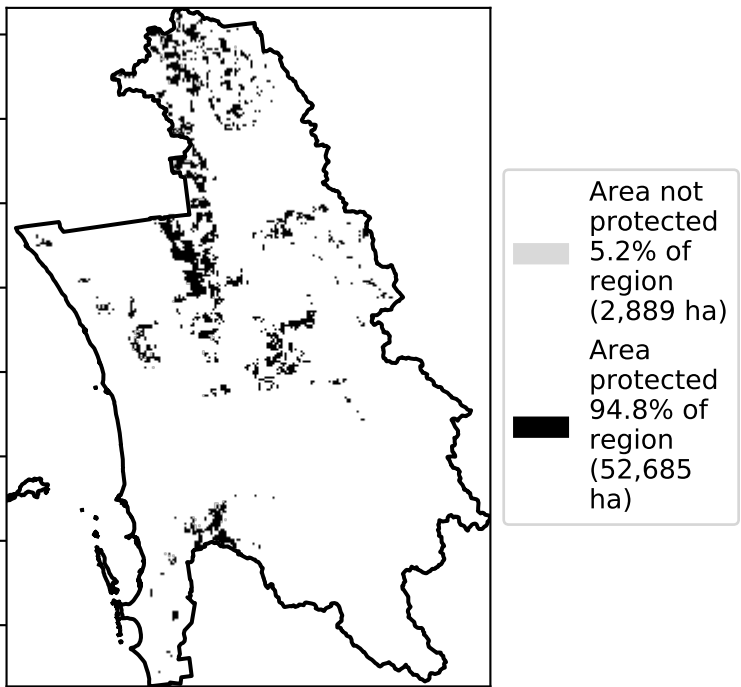 Area not
protected
5.2% of
region
(2,889 ha)
Area
protected
94.8% of
region
(52,685
ha)